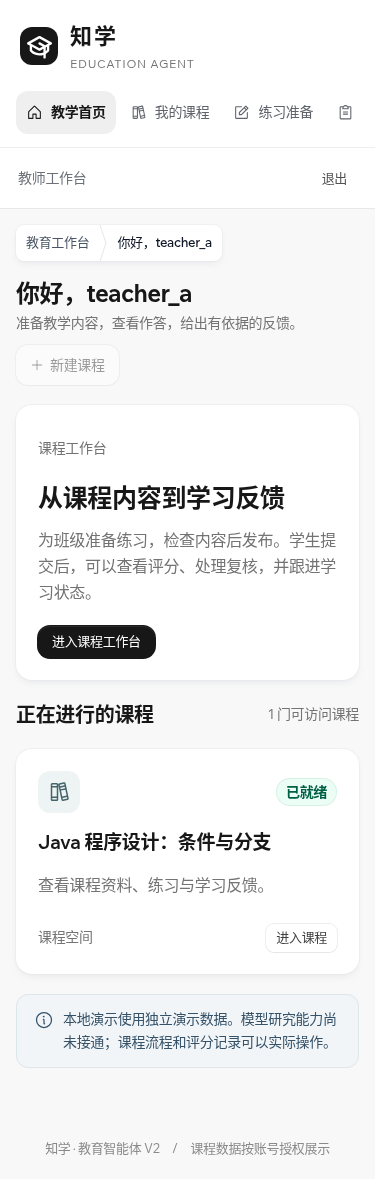 知学
EDUCATION AGENT
教学首页 我的课程 练习准备
教师工作台 退出
教育工作台 你好，teacher_a
你好，teacher_a
准备教学内容，查看作答，给出有依据的反馈。
新建课程
课程工作台
从课程内容到学习反馈
为班级准备练习，检查内容后发布。学生提
交后，可以查看评分、处理复核，并跟进学
习状态。
进入课程工作台
正在进行的课程 1 门可访问课程
已就绪
Java 程序设计：条件与分支
查看课程资料、练习与学习反馈。
课程空间 进入课程
本地演示使用独立演示数据。模型研究能力尚
未接通；课程流程和评分记录可以实际操作。
知学 · 教育智能体 V2 / 课程数据按账号授权展示